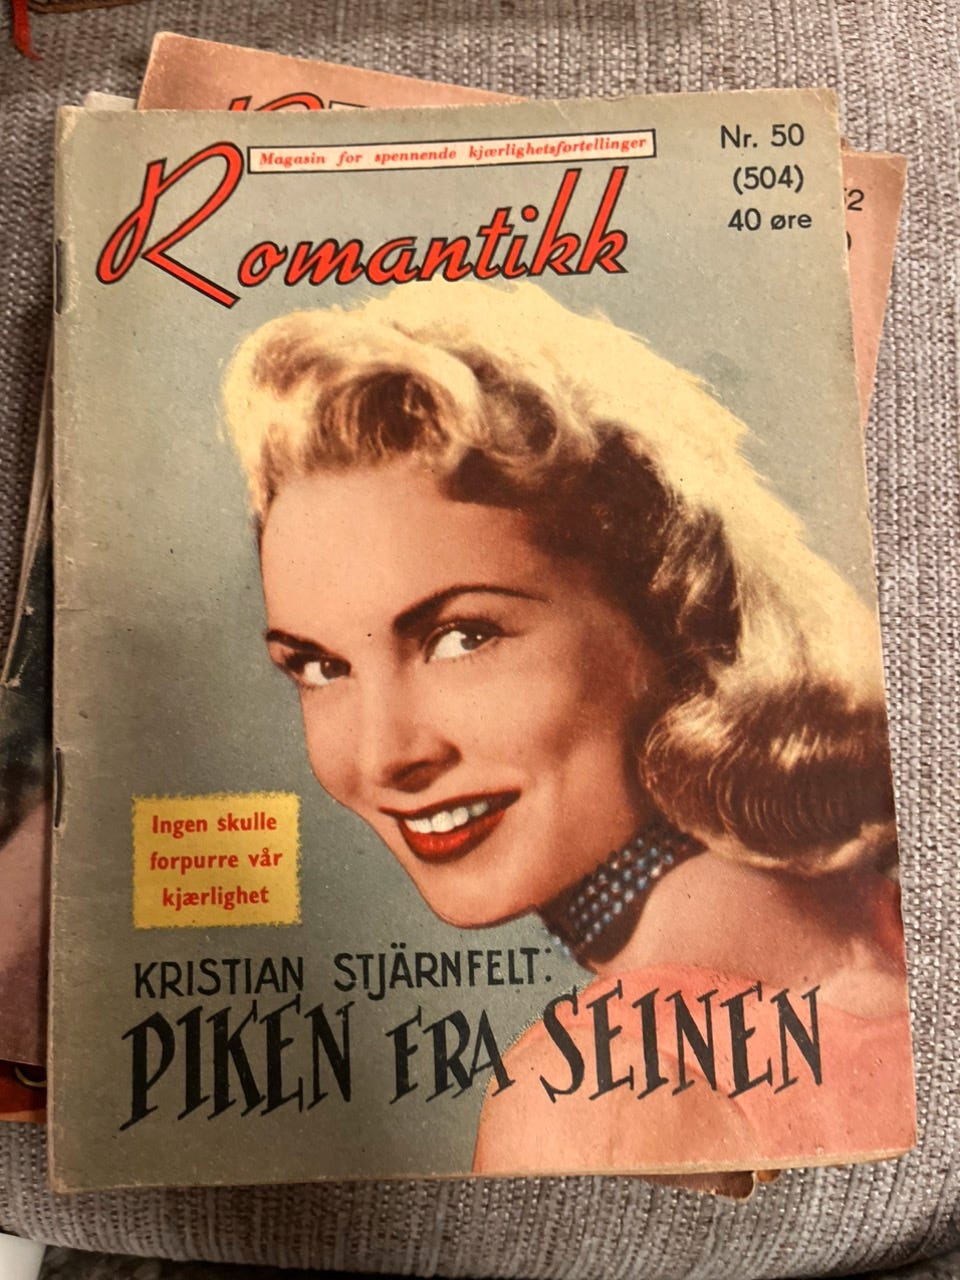 Magasin for spennende kjærlighetsfortellinger
Romantikk
Nr. 50
(504)
40 øre
Ingen skulle
forpurre vår
kjærlighet
KRISTIAN STJÄRNFELT:
PIKEN FRA SEINEN